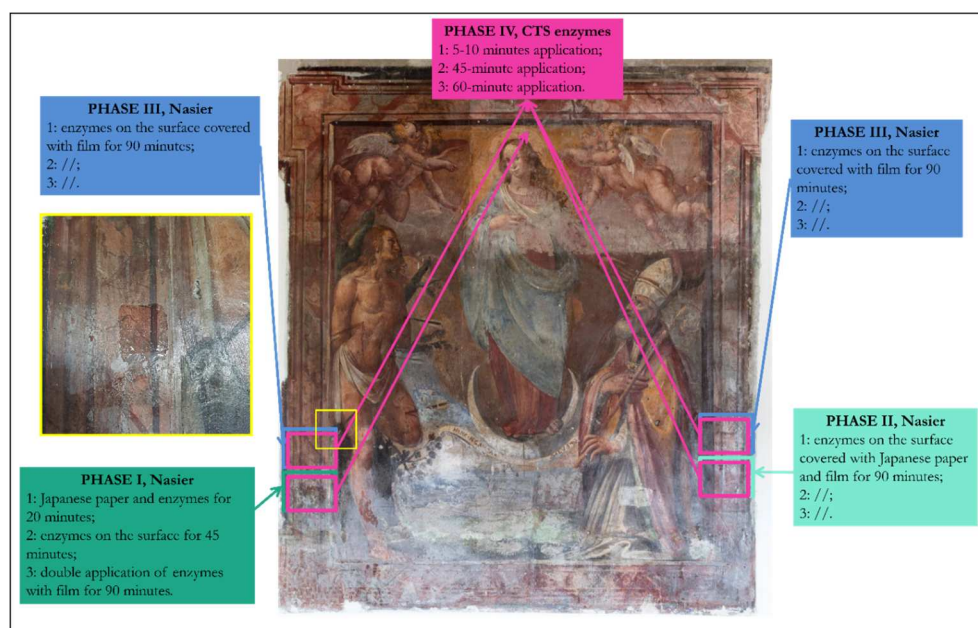 PHASE IV, CTS enzymes
1: 5-10 minutes application;
2: 45-minute application;
3: 60-minute application.
PHASE III, Nasier
1: enzymes on the surface covered
with film for 90 minutes;
2: //;
3: //.
PHASE III, Nasier
1: enzymes on the surface
covered with film for 90
minutes;
2: //;
3: //.
PHASE I, Nasier
1: Japanese paper and enzymes for
20 minutes;
2: enzymes on the surface for 45
minutes;
3: double application of enzymes
with film for 90 minutes.
PHASE II, Nasier
1: enzymes on the surface
covered with Japanese paper
and film for 90 minutes;
2: //;
3: //.